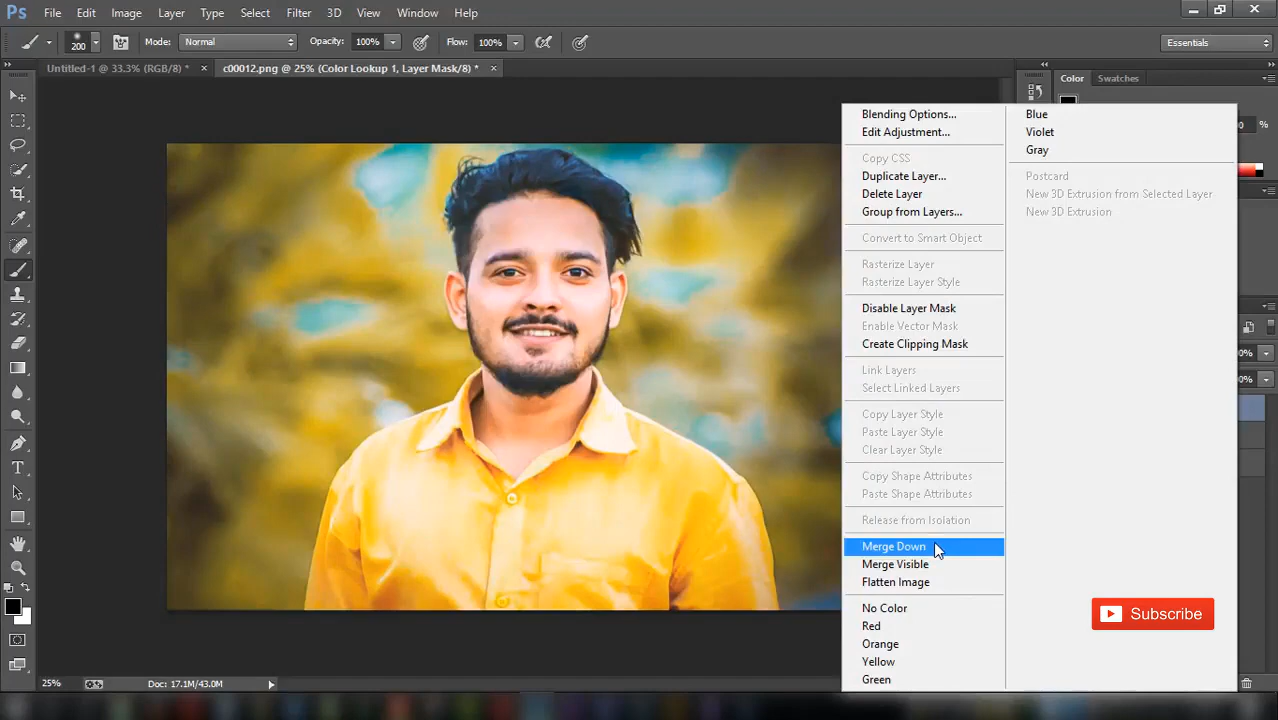 Ps File Edit Image Layer Type Select Filter 3D View Window Help
200 Mode: Normal Opacity: 100% Flow: 100% Essentials
Untitled-1 @ 33.3% (RGB/8) * × c00012.png @ 25% (Color Lookup 1, Layer Mask/8) * ×
Color Swatches
%
Blending Options...
Edit Adjustment...
Copy CSS
Duplicate Layer...
Delete Layer
Group from Layers...
Convert to Smart Object
Rasterize Layer
Rasterize Layer Style
Disable Layer Mask
Enable Vector Mask
Create Clipping Mask
Link Layers
Select Linked Layers
Copy Layer Style
Paste Layer Style
Clear Layer Style
Copy Shape Attributes
Paste Shape Attributes
Release from Isolation
Merge Down
Merge Visible
Flatten Image
No Color
Red
Orange
Yellow
Green
Blue
Violet
Gray
Postcard
New 3D Extrusion from Selected Layer
New 3D Extrusion
0%
0%
Subscribe
25% Doc: 17.1M/43.0M